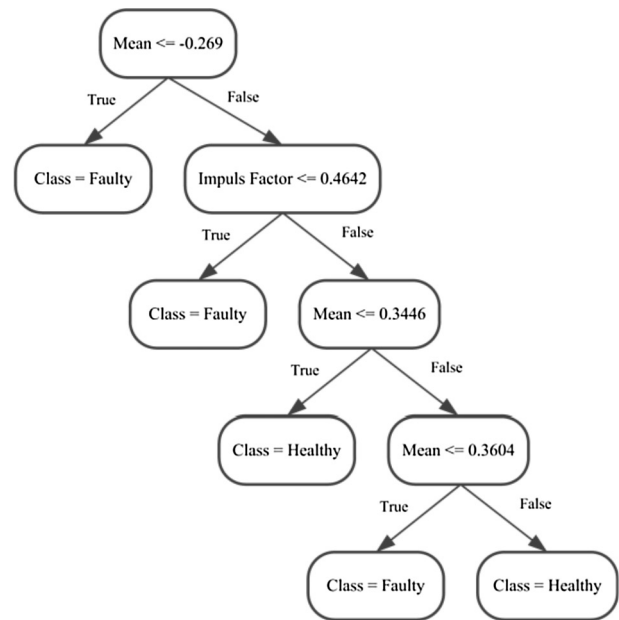 Mean <= -0.269
True
False
Class = Faulty
Impuls Factor <= 0.4642
True
False
Class = Faulty
Mean <= 0.3446
True
False
Class = Healthy
Mean <= 0.3604
True
False
Class = Faulty
Class = Healthy